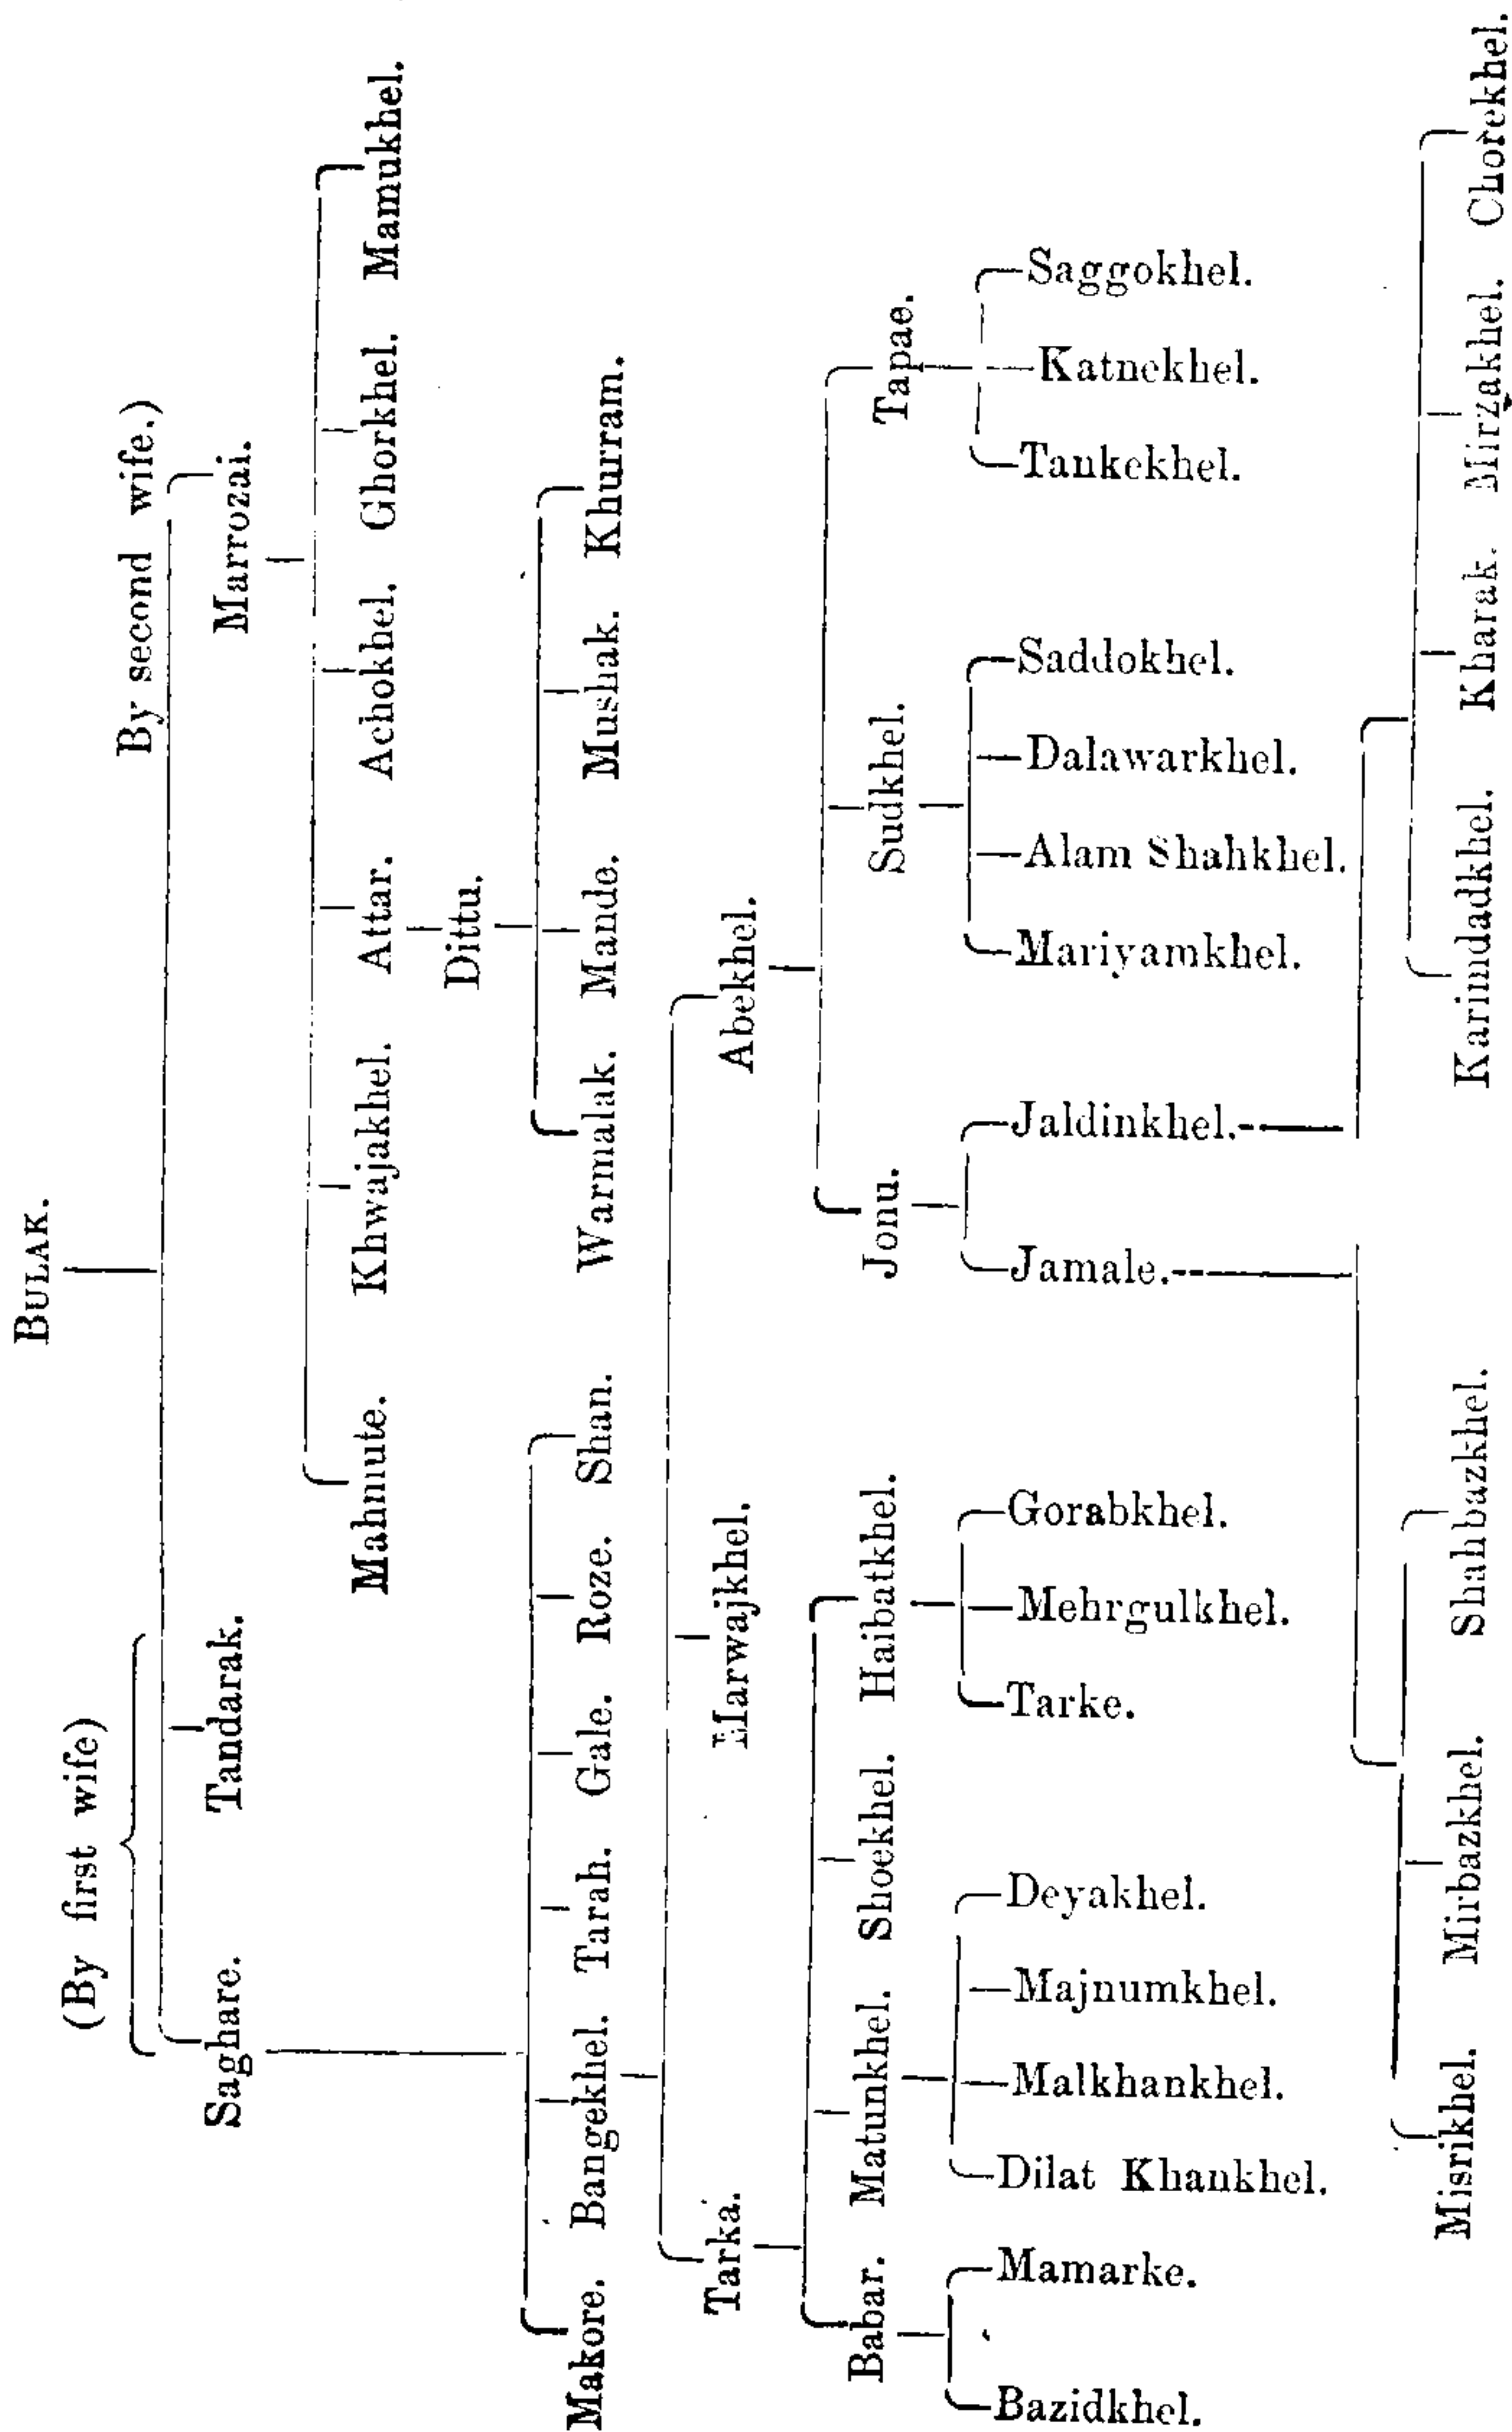 BULAK.
(By first wife) By second wife.)
Saghare. Tandarak. Marrozai.
Mahmute. Khwajakhel. Attar. Achokhel. Ghorkhel. Mamukhel.
Dittu.
Makore. Bangekhel. Tarah. Gale. Roze. Shan. Warmalak. Mande. Mushak. Khurram.
Tarka. Marwajkhel. Abekhel.
Babar. Matunkhel. Shoekhel. Haibatkhel. Jonu. Sudkhel. Tapae.
Bazidkhel.
Mamarke.
Dilat Khankhel.
Malkhankhel.
Majnumkhel.
Deyakhel.
Tarke.
Mehrgulkhel.
Gorabkhel.
Jamale.
Jaldinkhel.
Mariyamkhel.
Alam Shahkhel.
Dalawarkhel.
Saddokhel.
Tankekhel.
Katnekhel.
Saggokhel.
Misrikhel. Mirbazkhel. Shahbazkhel. Karimdadkhel. Kharak. Mirzakhel. Chorekhel.